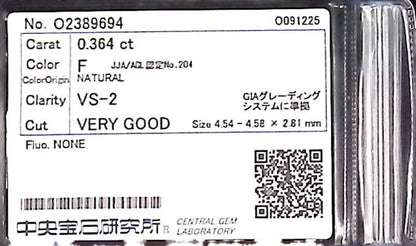 No. O2389694 O091225
Carat 0.364 ct
Color F JJA/AGL認定No.204
ColorOrigin NATURAL
Clarity VS-2 GIAグレーディング
システムに準拠
Cut VERY GOOD Size 4.54 - 4.58 × 2.81 mm
Fluo. NONE
中央宝石研究所® CENTRAL GEM
LABORATORY